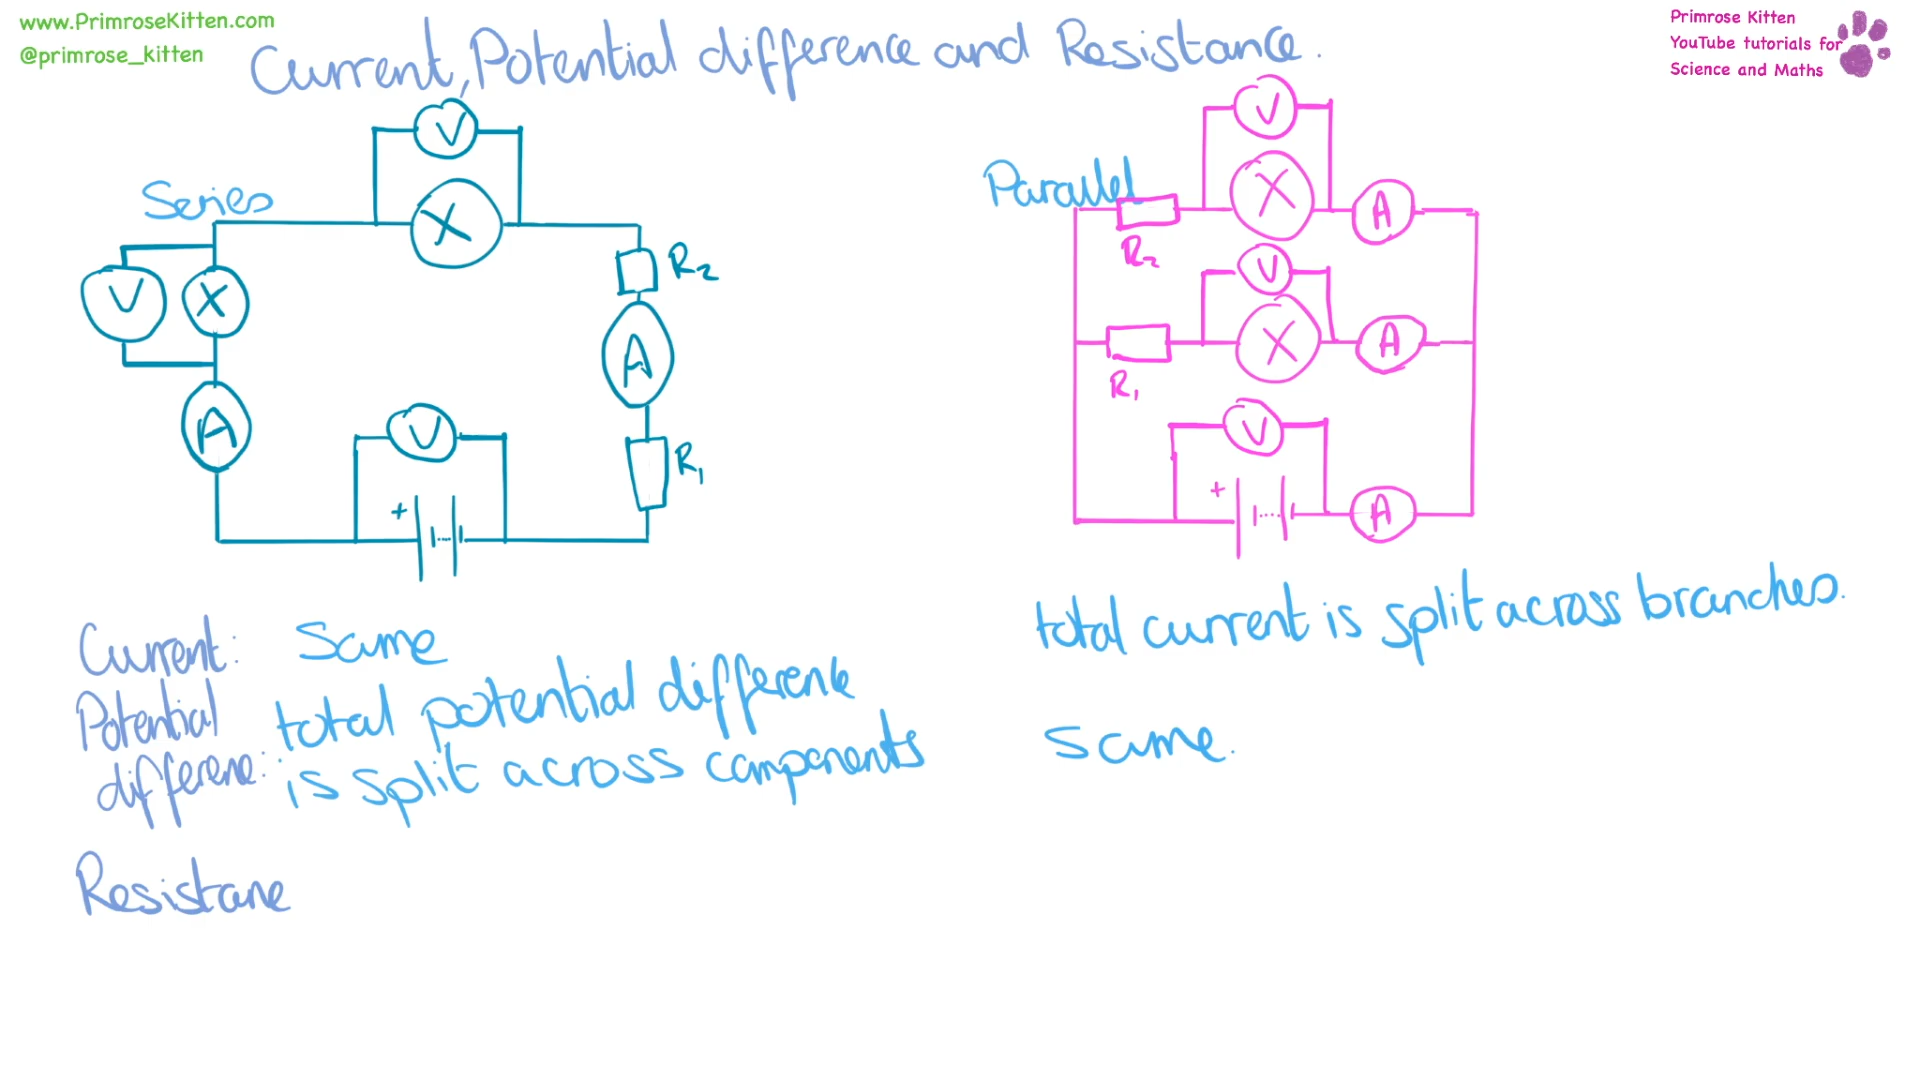 www.PrimroseKitten.com
@primrose_kitten
Primrose Kitten
YouTube tutorials for
Science and Maths
Current, Potential difference and Resistance.
Series
V
X
R2
V
X
A
A
V
R1
+
Parallel
V
X
A
R2
V
X
A
R1
V
+
A
Current: Same
total current is split across branches.
Potential difference: total potential difference
is split across components
Same.
Resistance